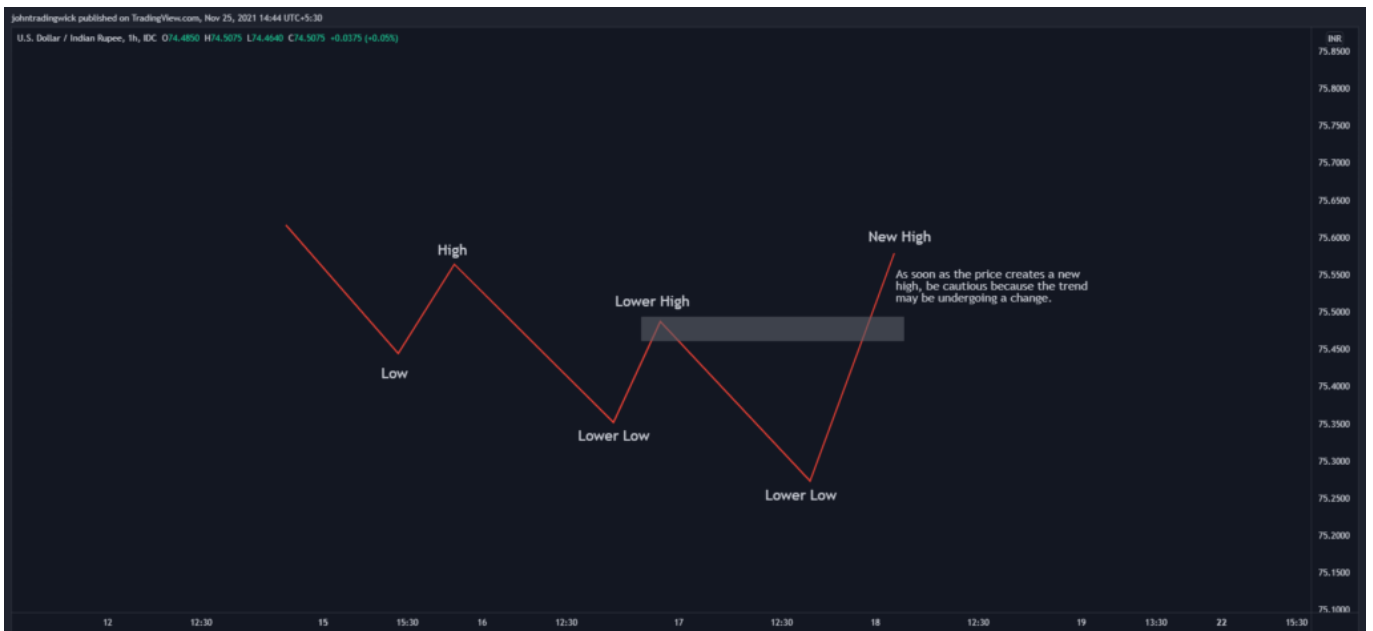 johntradingwick published on TradingView.com, Nov 25, 2021 14:44 UTC+5:30
U.S. Dollar / Indian Rupee, 1h, IDC O74.4850 H74.5075 L74.4640 C74.5075 +0.0375 (+0.05%)
INR
75.8500
75.8000
75.7500
75.7000
75.6500
75.6000
75.5500
75.5000
75.4500
75.4000
75.3500
75.3000
75.2500
75.2000
75.1500
75.1000
New High
High
As soon as the price creates a new
high, be cautious because the trend
may be undergoing a change.
Lower High
Low
Lower Low
Lower Low
12 12:30 15 15:30 16 12:30 17 12:30 18 12:30 19 13:30 22 15:30